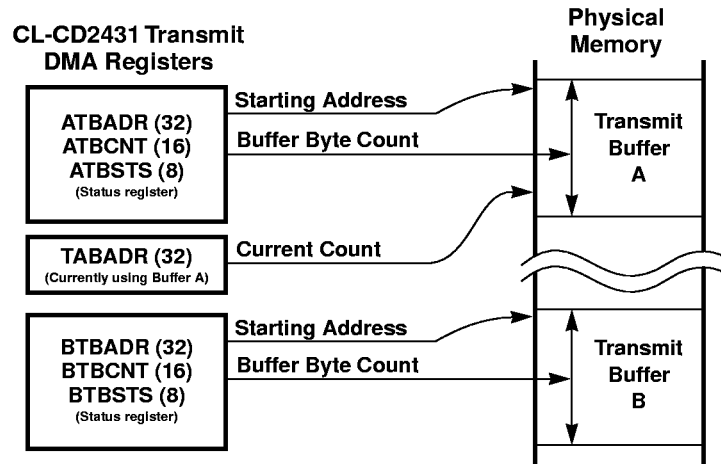 CL-CD2431 Transmit
DMA Registers
Physical
Memory
ATBADR (32)
ATBCNT (16)
ATBSTS (8)
(Status register)
Starting Address
Buffer Byte Count
Transmit
Buffer
A
TABADR (32)
(Currently using Buffer A)
Current Count
BTBADR (32)
BTBCNT (16)
BTBSTS (8)
(Status register)
Starting Address
Buffer Byte Count
Transmit
Buffer
B